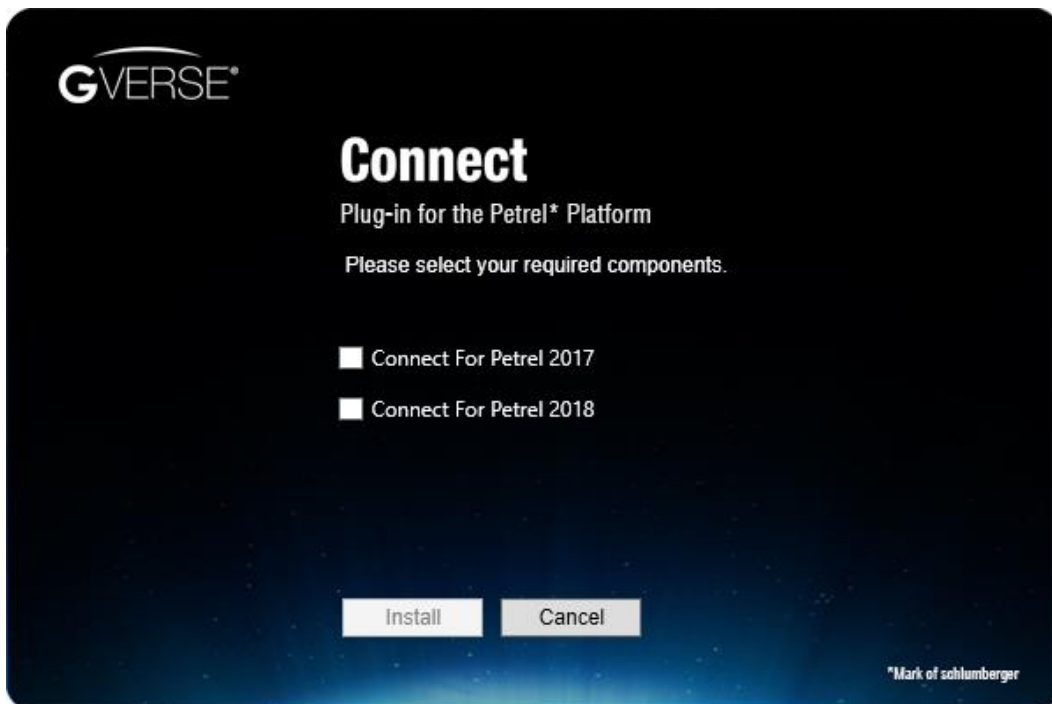 GVERSE®
Connect
Plug-in for the Petrel* Platform
Please select your required components.
Connect For Petrel 2017
Connect For Petrel 2018
Install
Cancel
*Mark of schlumberger